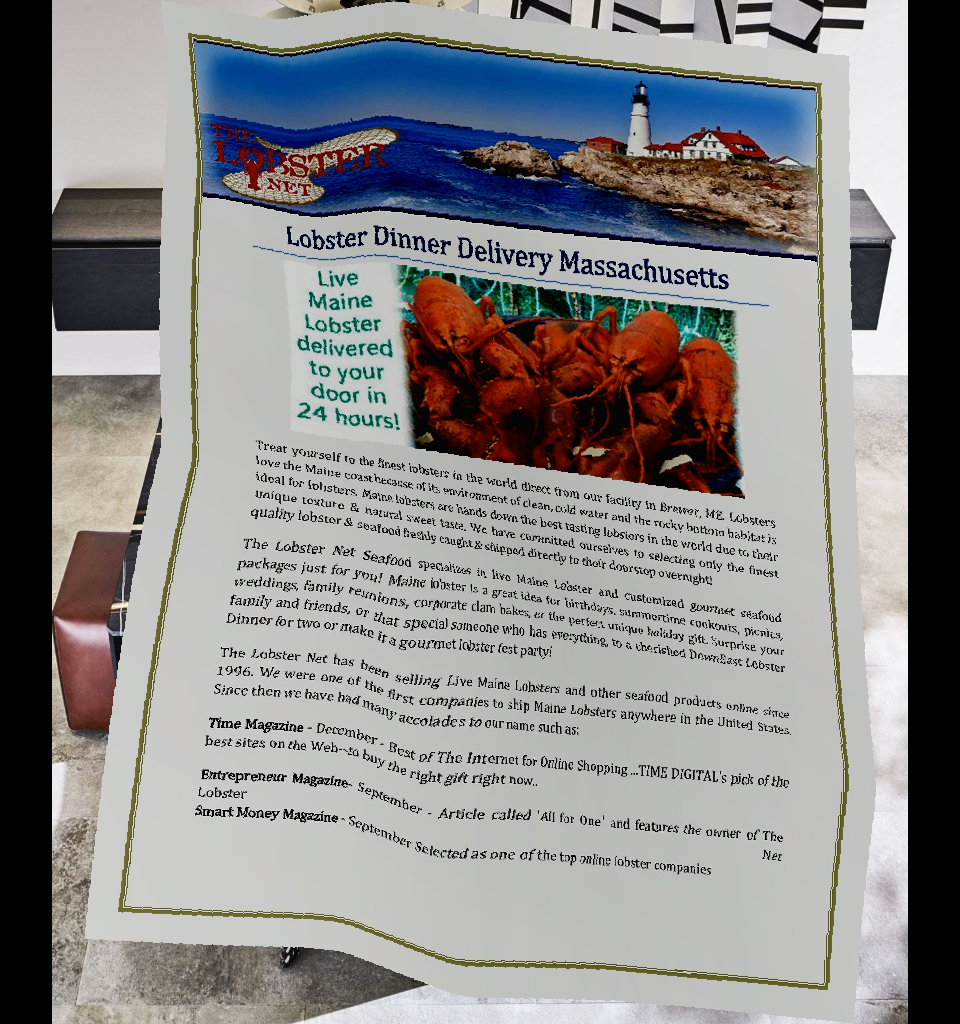 THE
LOBSTER
NET
Lobster Dinner Delivery Massachusetts
Live
Maine
Lobster
delivered
to your
door in
24 hours!
Treat yourself to the finest lobsters in the world direct from our facility in Brewer, ME. Lobsters
love the Maine coast because of its environment of clean, cold water and the rocky bottom habitat is
ideal for lobsters. Maine lobsters are hands down the best tasting lobsters in the world due to their
unique texture & natural sweet taste. We have committed ourselves to selecting only the finest
quality lobster & seafood freshly caught & shipped directly to their doorstop overnight!
The Lobster Net Seafood specializes in live Maine Lobster and customized gourmet seafood
packages just for you! Maine lobster is a great idea for birthdays, summertime cookouts, picnics,
weddings, family reunions, corporate clam bakes, or the perfect unique holiday gift. Surprise your
family and friends, or that special someone who has everything, to a cherished DownEast Lobster
Dinner for two or make it a gourmet lobster fest party!
The Lobster Net has been selling Live Maine Lobsters and other seafood products online since
1996. We were one of the first companies to ship Maine Lobsters anywhere in the United States.
Since then we have had many accolades to our name such as:
Time Magazine - December - Best of The Internet for Online Shopping ...TIME DIGITAL's pick of the
best sites on the Web--to buy the right gift right now..
Entrepreneur Magazine- September - Article called 'All for One' and features the owner of The
Lobster Net
Smart Money Magazine - September Selected as one of the top online lobster companies